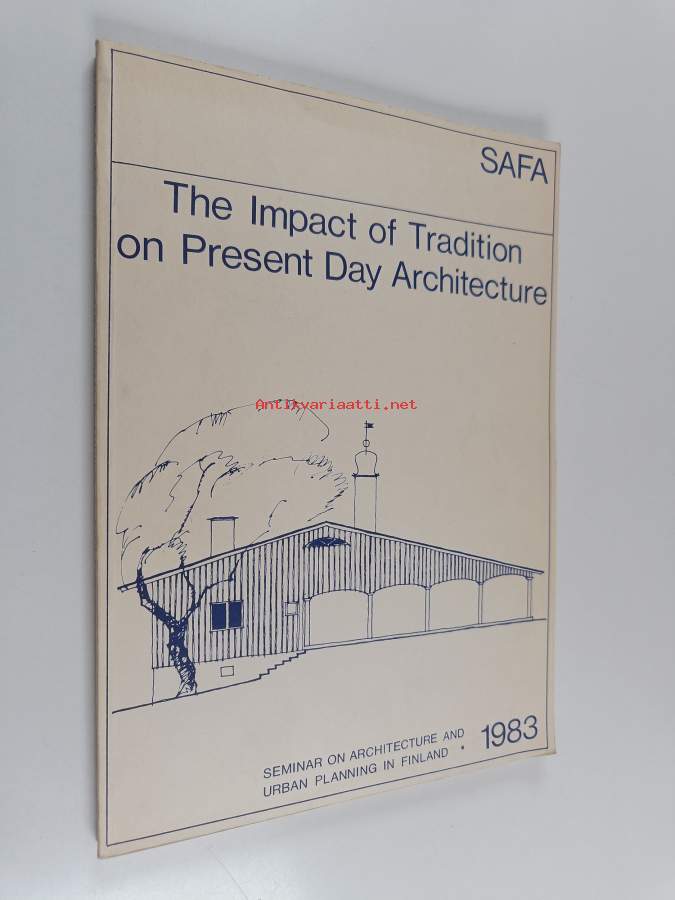 SAFA
The Impact of Tradition
on Present Day Architecture
Antikvariaatti.net
SEMINAR ON ARCHITECTURE AND
URBAN PLANNING IN FINLAND · 1983